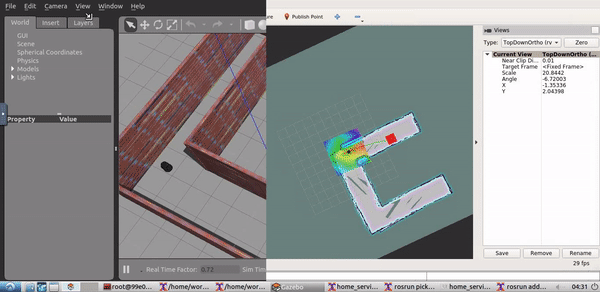 File Edit Camera View Window Help
World Insert Layers
GUI
Scene
Spherical Coordinates
Physics
Models
Lights
Property Value
Real Time Factor: 0.72 Sim Tim
Publish Point
Views
Type: TopDownOrtho (rv Zero
Current View TopDownOrtho (...
Near Clip Di... 0.01
Target Frame <Fixed Frame>
Scale 20.8442
Angle -6.72003
X -1.35336
Y 2.04398
Save Remove Rename
29 fps
root@99e0... /home/wor... /home/wor... Gazebo home_servi... rosrun pick... home_servi... rosrun add... 04:31